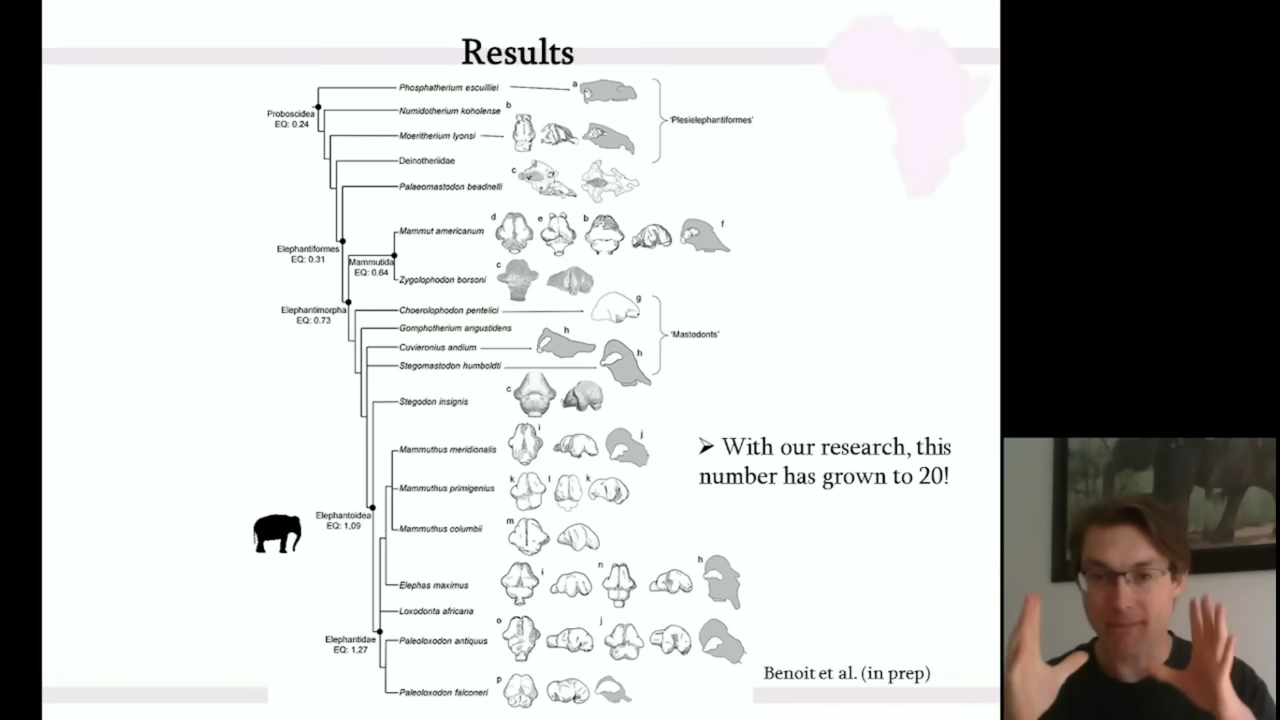 Results
Phosphatherium escuilliei
a
Proboscidea
EQ: 0.24
Numidotherium koholense
b
'Plesielephantiformes'
Moeritherium lyonsi
Deinotheriidae
c
Palaeomastodon beadnelli
d
e
b
f
Mammut americanum
Elephantiformes
EQ: 0.31
Mammutida
EQ: 0.64
c
Zygolophodon borsoni
g
Elephantimorpha
EQ: 0.73
Choerolophodon pentelici
Gomphotherium angustidens
h
'Mastodonts'
Cuvieronius andium
h
Stegomastodon humboldti
c
Stegodon insignis
i
j
Mammuthus meridionalis
➢ With our research, this
number has grown to 20!
k
l
k
Mammuthus primigenius
Elephantoidea
EQ: 1,09
m
Mammuthus columbii
i
n
h
Elephas maximus
Loxodonta africana
o
j
Elephantidae
EQ: 1,27
Paleoloxodon antiquus
Benoit et al. (in prep)
p
Paleoloxodon falconeri